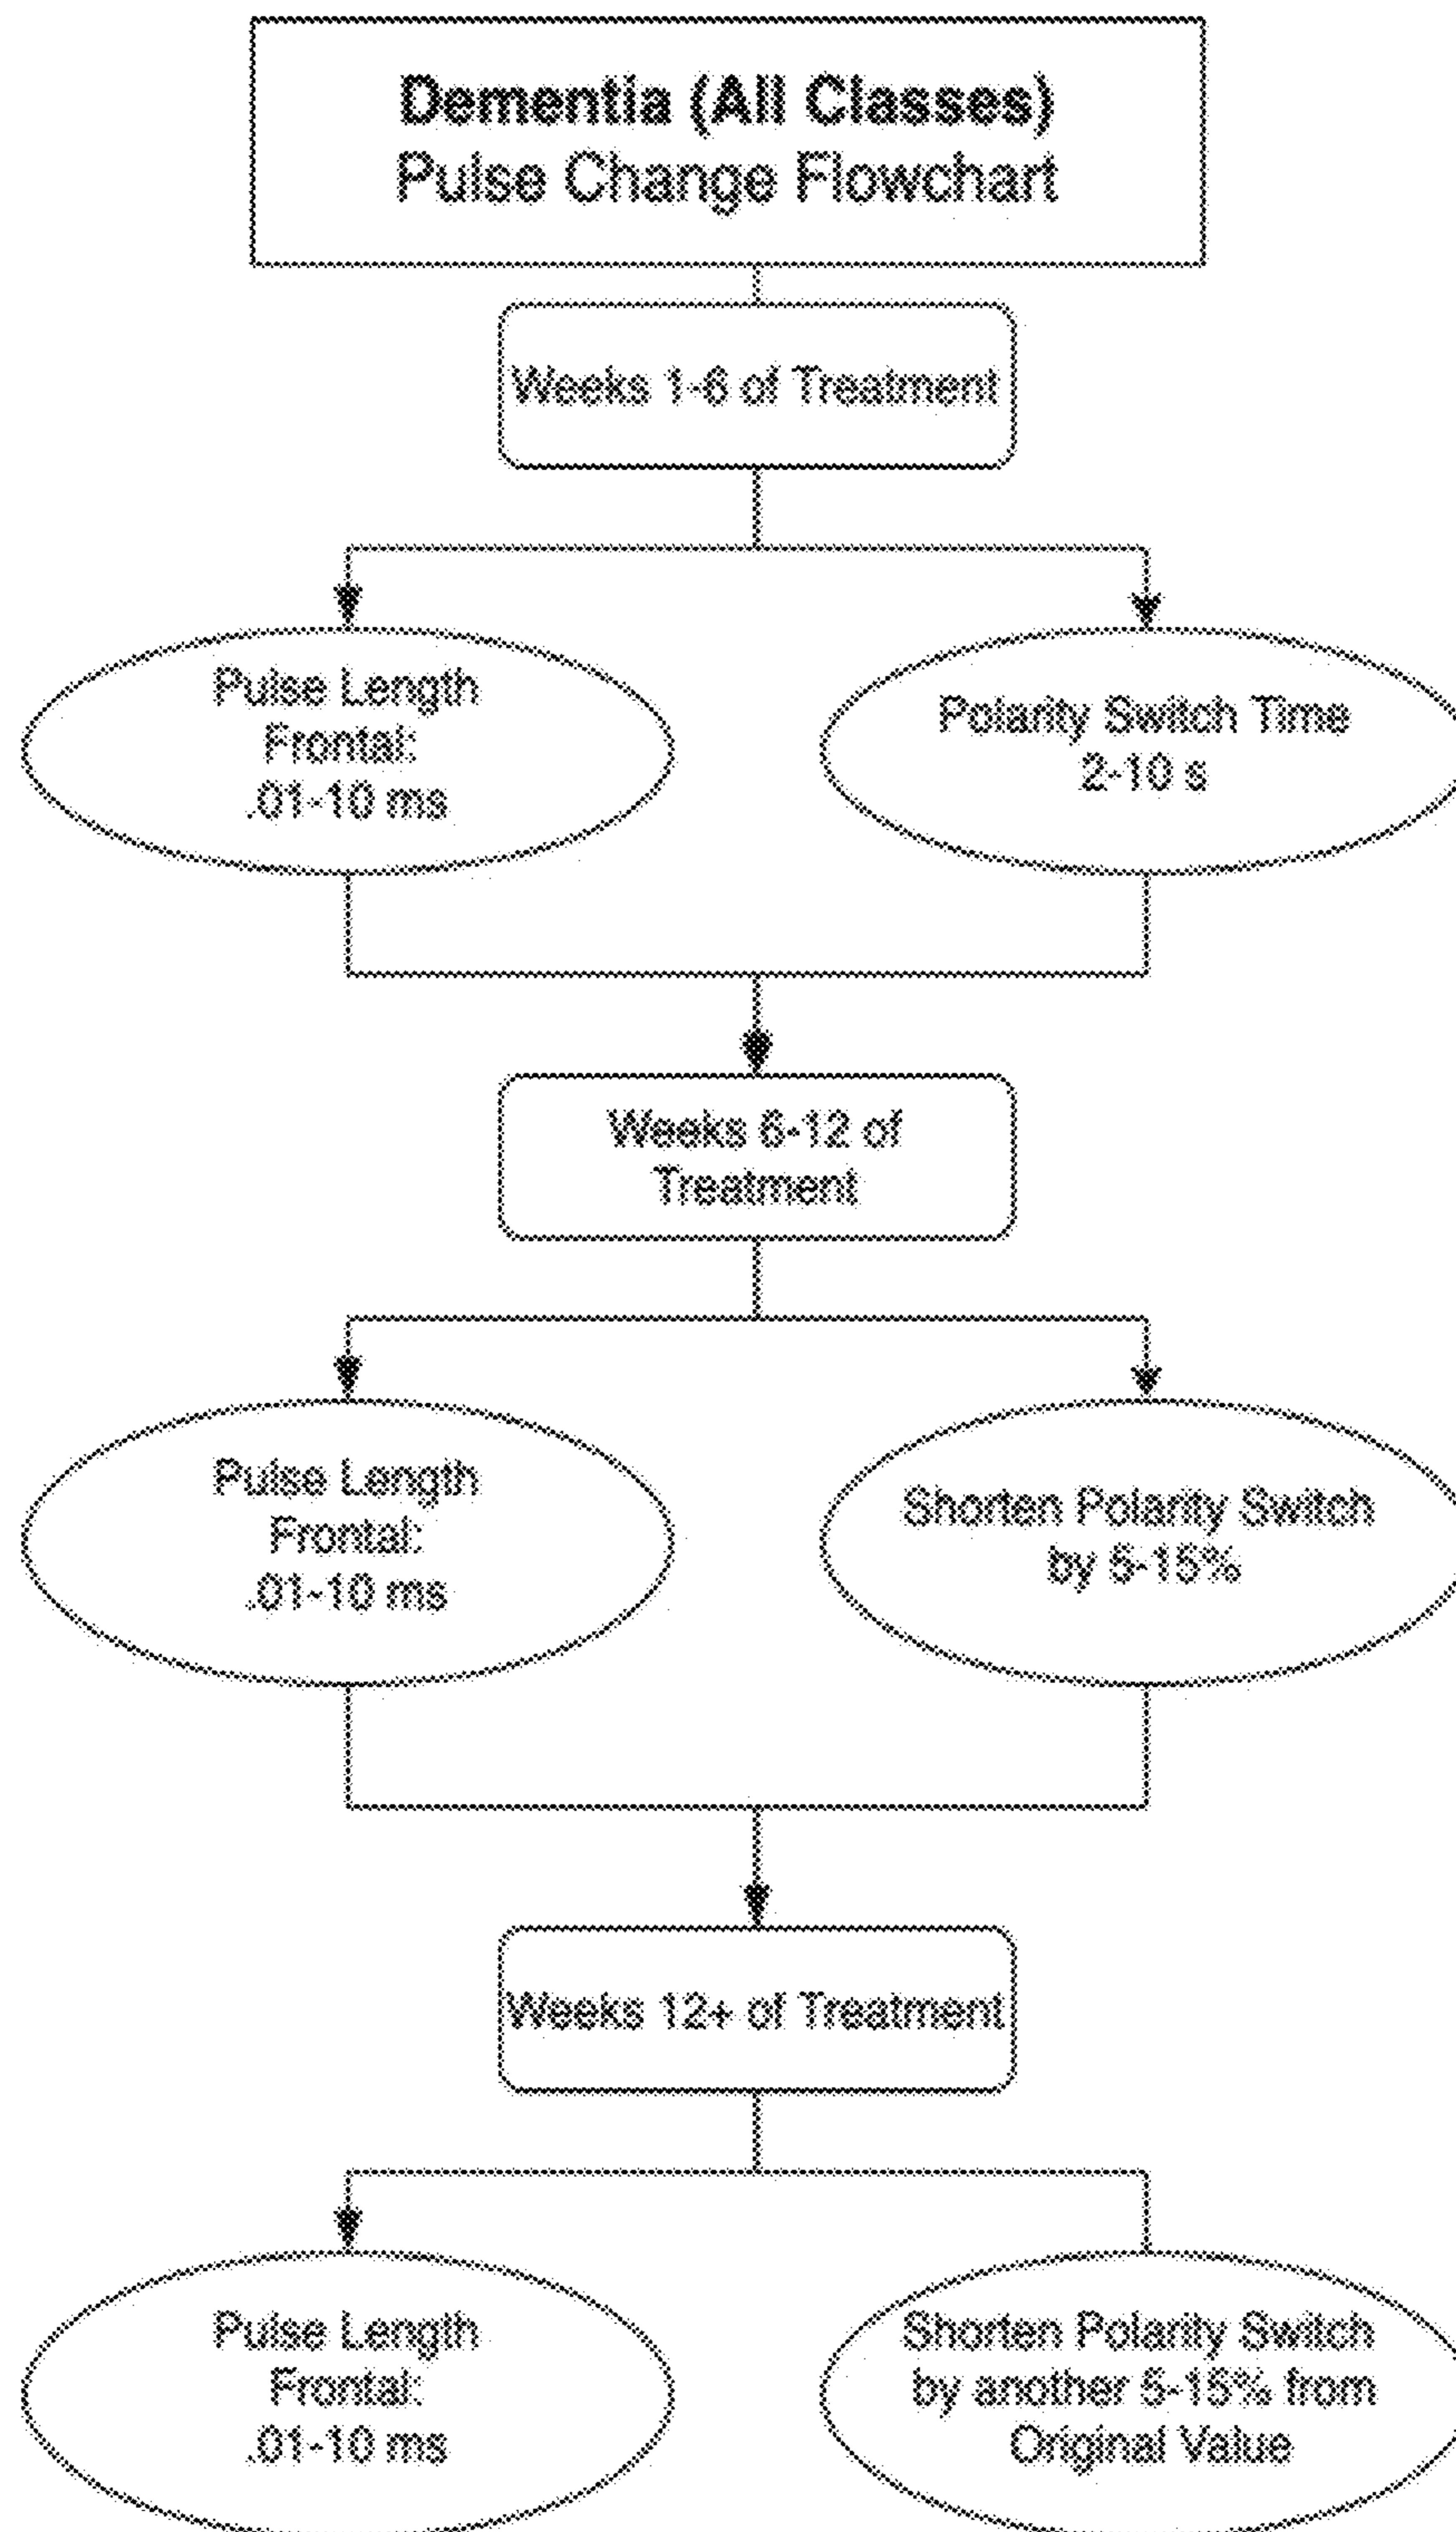 Dementia (All Classes)
Pulse Change Flowchart
Weeks 1-6 of Treatment
Pulse Length
Frontal:
.01-10 ms
Polarity Switch Time
2-10 s
Weeks 6-12 of
Treatment
Pulse Length
Frontal:
.01-10 ms
Shorten Polarity Switch
by 5-15%
Weeks 12+ of Treatment
Pulse Length
Frontal:
.01-10 ms
Shorten Polarity Switch
by another 5-15% from
Original Value